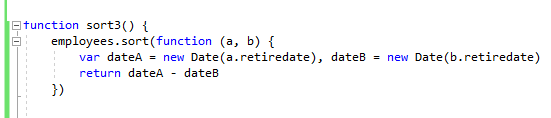 function sort3() {
employees.sort(function (a, b) {
var dateA = new Date(a.retiredate), dateB = new Date(b.retiredate)
return dateA - dateB
})